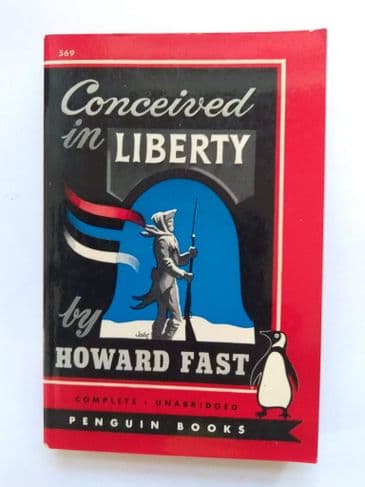 569
Conceived
in LIBERTY
by
HOWARD FAST
COMPLETE • UNABRIDGED
PENGUIN BOOKS